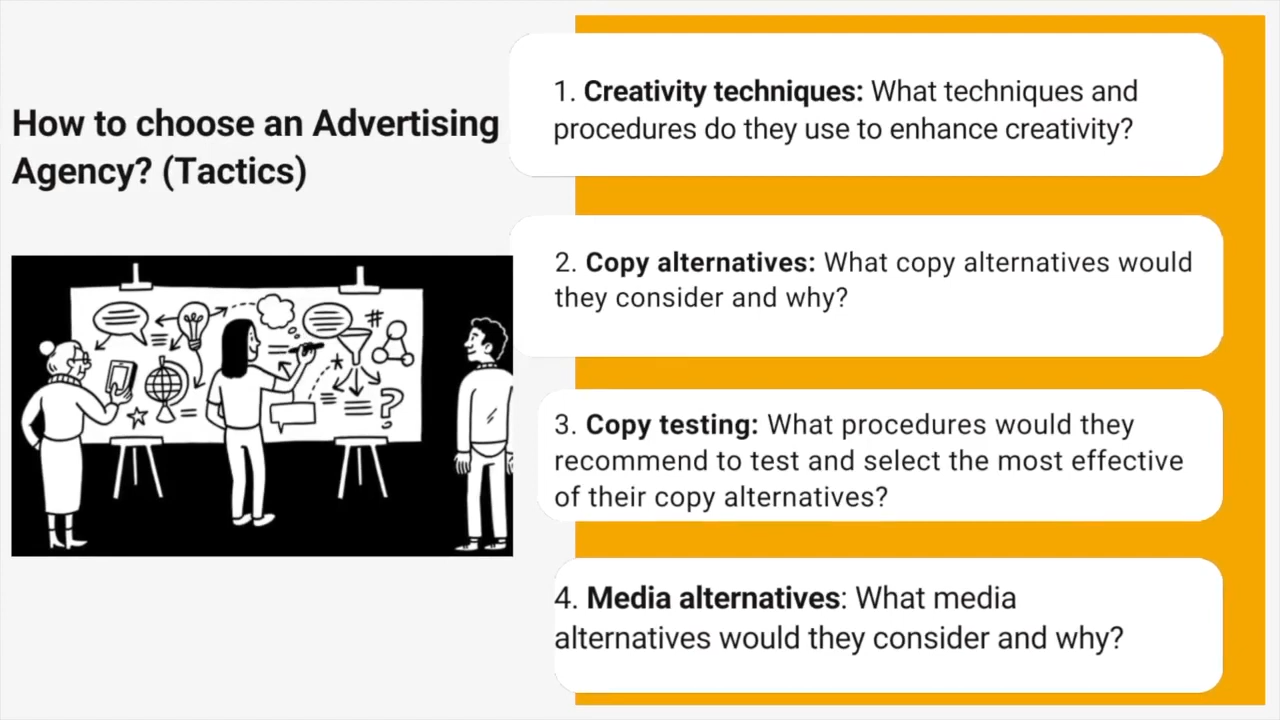 How to choose an Advertising
Agency? (Tactics)
1. Creativity techniques: What techniques and
procedures do they use to enhance creativity?
2. Copy alternatives: What copy alternatives would
they consider and why?
3. Copy testing: What procedures would they
recommend to test and select the most effective
of their copy alternatives?
4. Media alternatives: What media
alternatives would they consider and why?